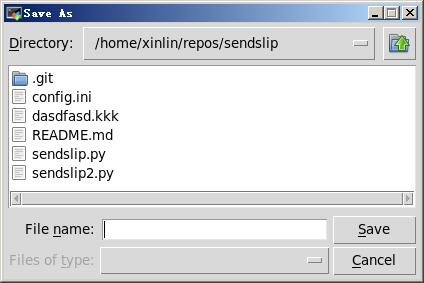 Save As
Directory: /home/xinlin/repos/sendslip
.git
config.ini
dasdfasd.kkk
README.md
sendslip.py
sendslip2.py
File name: Save
Files of type: Cancel